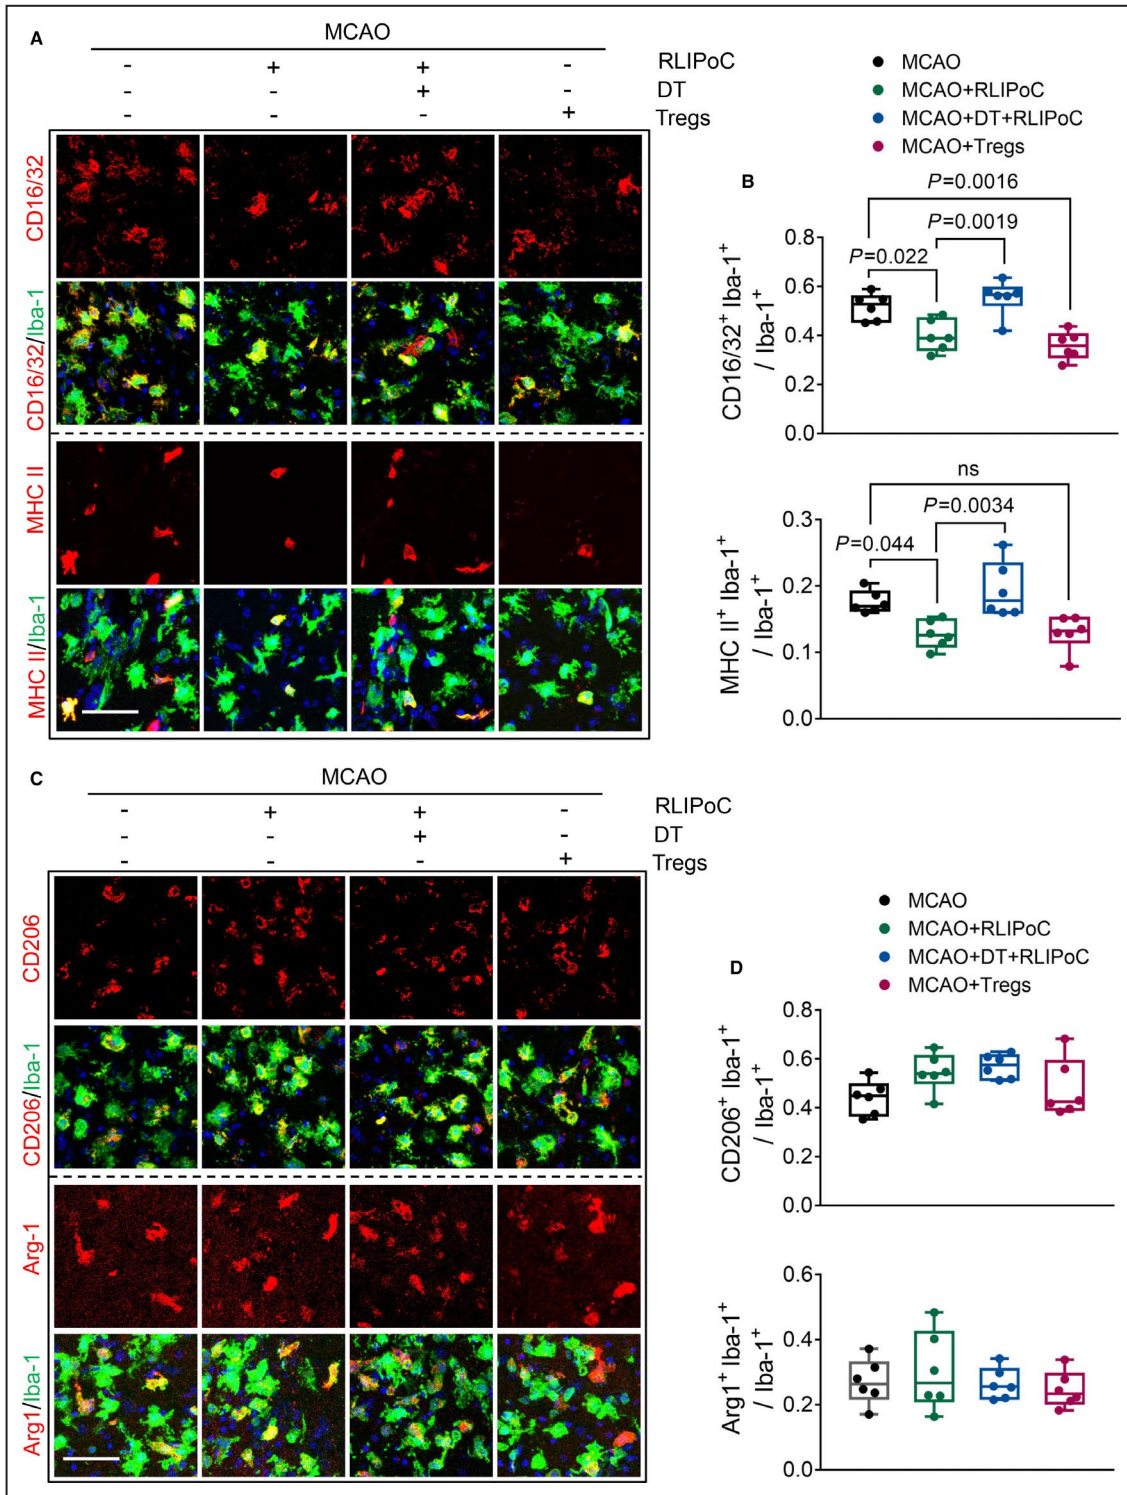 A
MCAO
- + + - RLIPoC
- - + - DT
- - - + Tregs
CD16/32
CD16/32/Iba-1
MHC II
MHC II/Iba-1
MCAO
MCAO+RLIPoC
MCAO+DT+RLIPoC
MCAO+Tregs
B
P=0.0016
P=0.0019
P=0.022
0.8
0.6
0.4
0.2
0.0
CD16/32⁺ Iba-1⁺
/ Iba-1⁺
ns
P=0.0034
P=0.044
0.3
0.2
0.1
0.0
MHC II⁺ Iba-1⁺
/ Iba-1⁺
C
MCAO
- + + - RLIPoC
- - + - DT
- - - + Tregs
CD206
CD206/Iba-1
Arg-1
Arg1/Iba-1
MCAO
MCAO+RLIPoC
MCAO+DT+RLIPoC
MCAO+Tregs
D
0.8
0.6
0.4
0.2
0.0
CD206⁺ Iba-1⁺
/ Iba-1⁺
0.6
0.4
0.2
0.0
Arg1⁺ Iba-1⁺
/ Iba-1⁺